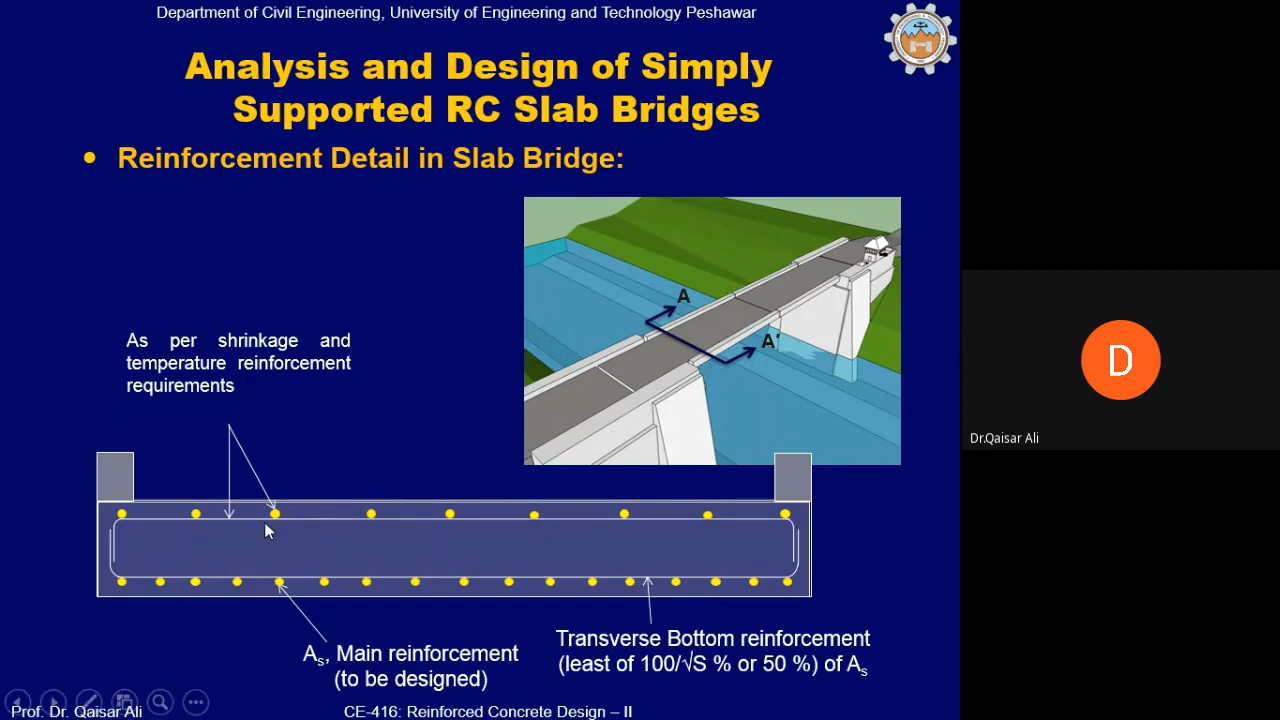 Department of Civil Engineering, University of Engineering and Technology Peshawar
Analysis and Design of Simply
Supported RC Slab Bridges
• Reinforcement Detail in Slab Bridge:
A
A'
As per shrinkage and
temperature reinforcement
requirements
As, Main reinforcement
(to be designed)
Transverse Bottom reinforcement
(least of 100/√S % or 50 %) of As
Prof. Dr. Qaisar Ali
CE-416: Reinforced Concrete Design – II
D
Dr.Qaisar Ali